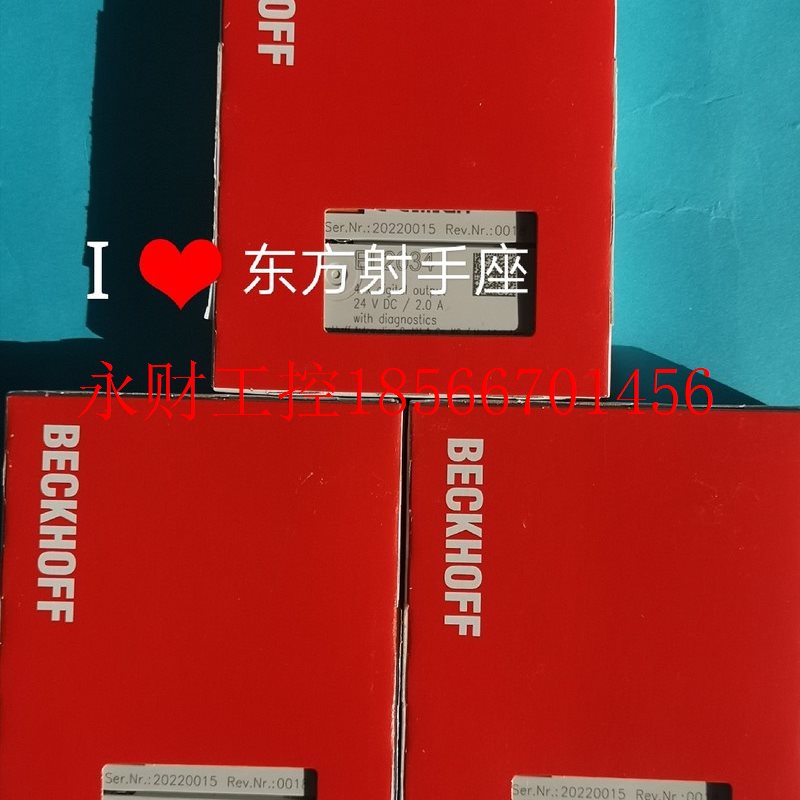 BECKHOFF
Ser.Nr.:20220015 Rev.Nr.:001
I ❤ 东方射手座
24 V DC / 2.0 A
with diagnostics
永财工控18566701456
BECKHOFF
BECKHOFF
Ser.Nr.:20220015 Rev.Nr.:0018
Ser.Nr.:20220015 Rev.Nr.:001